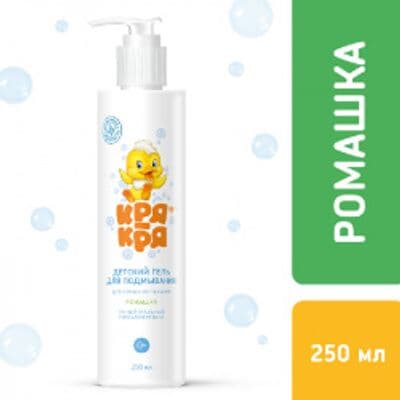 КРЯ
КРЯ
ДЕТСКИЙ ГЕЛЬ
ДЛЯ ПОДМЫВАНИЯ
РОМАШКА
0+
250 мл
РОМАШКА
250 мл